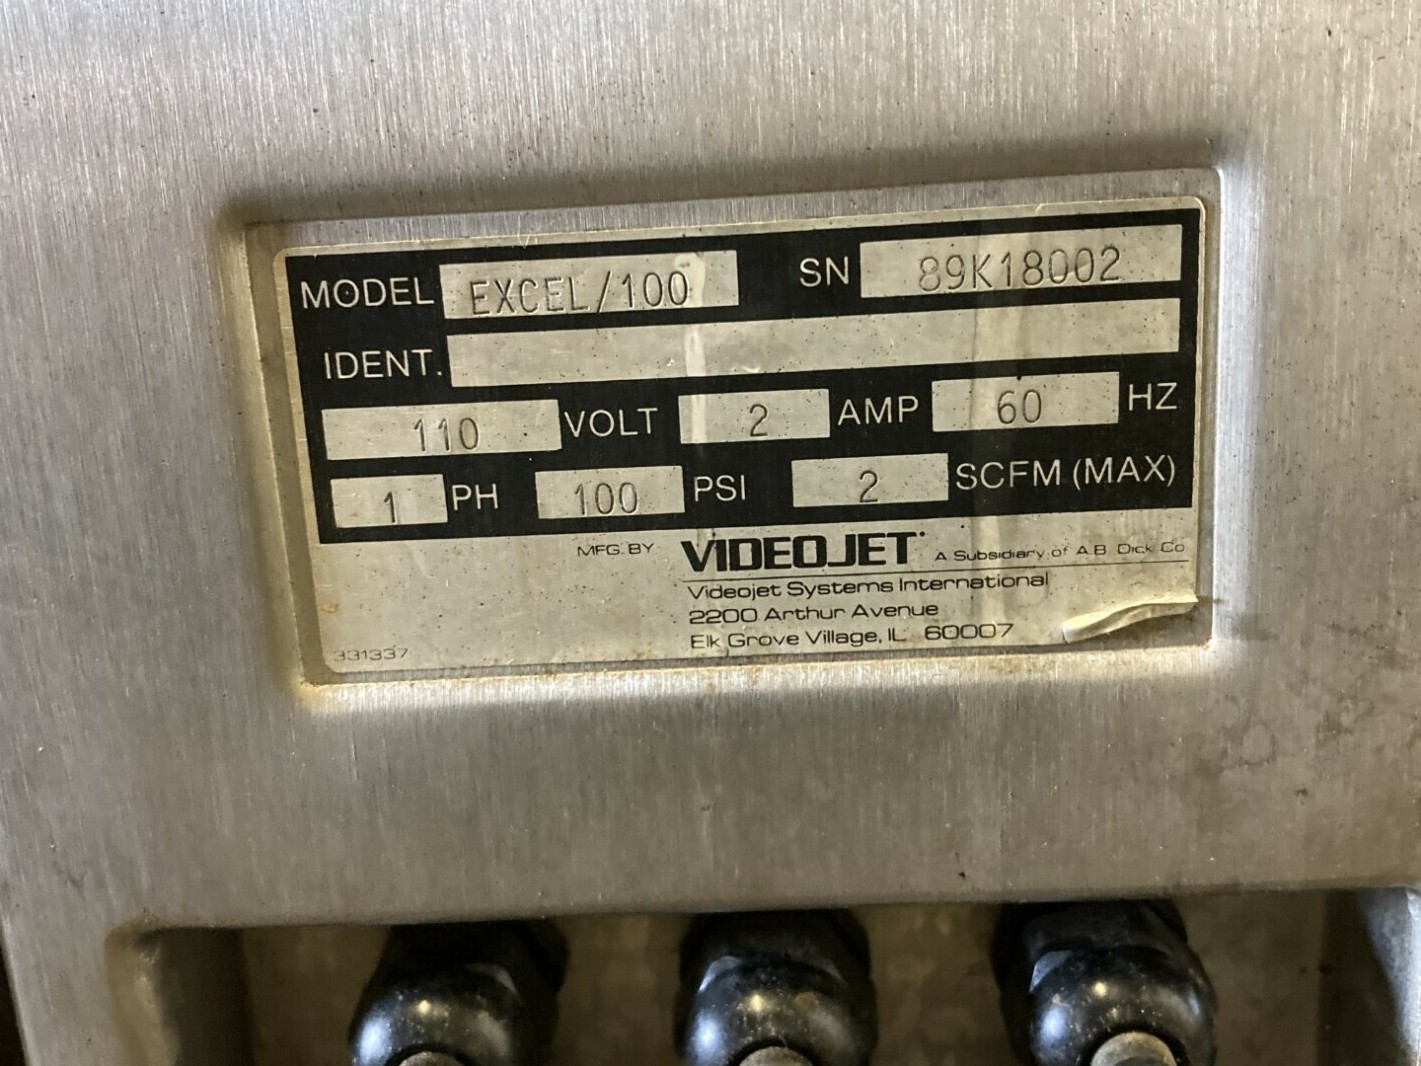 MODEL EXCEL/100 SN 89K18002
IDENT.
110 VOLT 2 AMP 60 HZ
1 PH 100 PSI 2 SCFM (MAX)
MFG. BY VIDEOJET A Subsidiary of A.B. Dick Co
Videojet Systems International
2200 Arthur Avenue
Elk Grove Village, IL 60007
331337